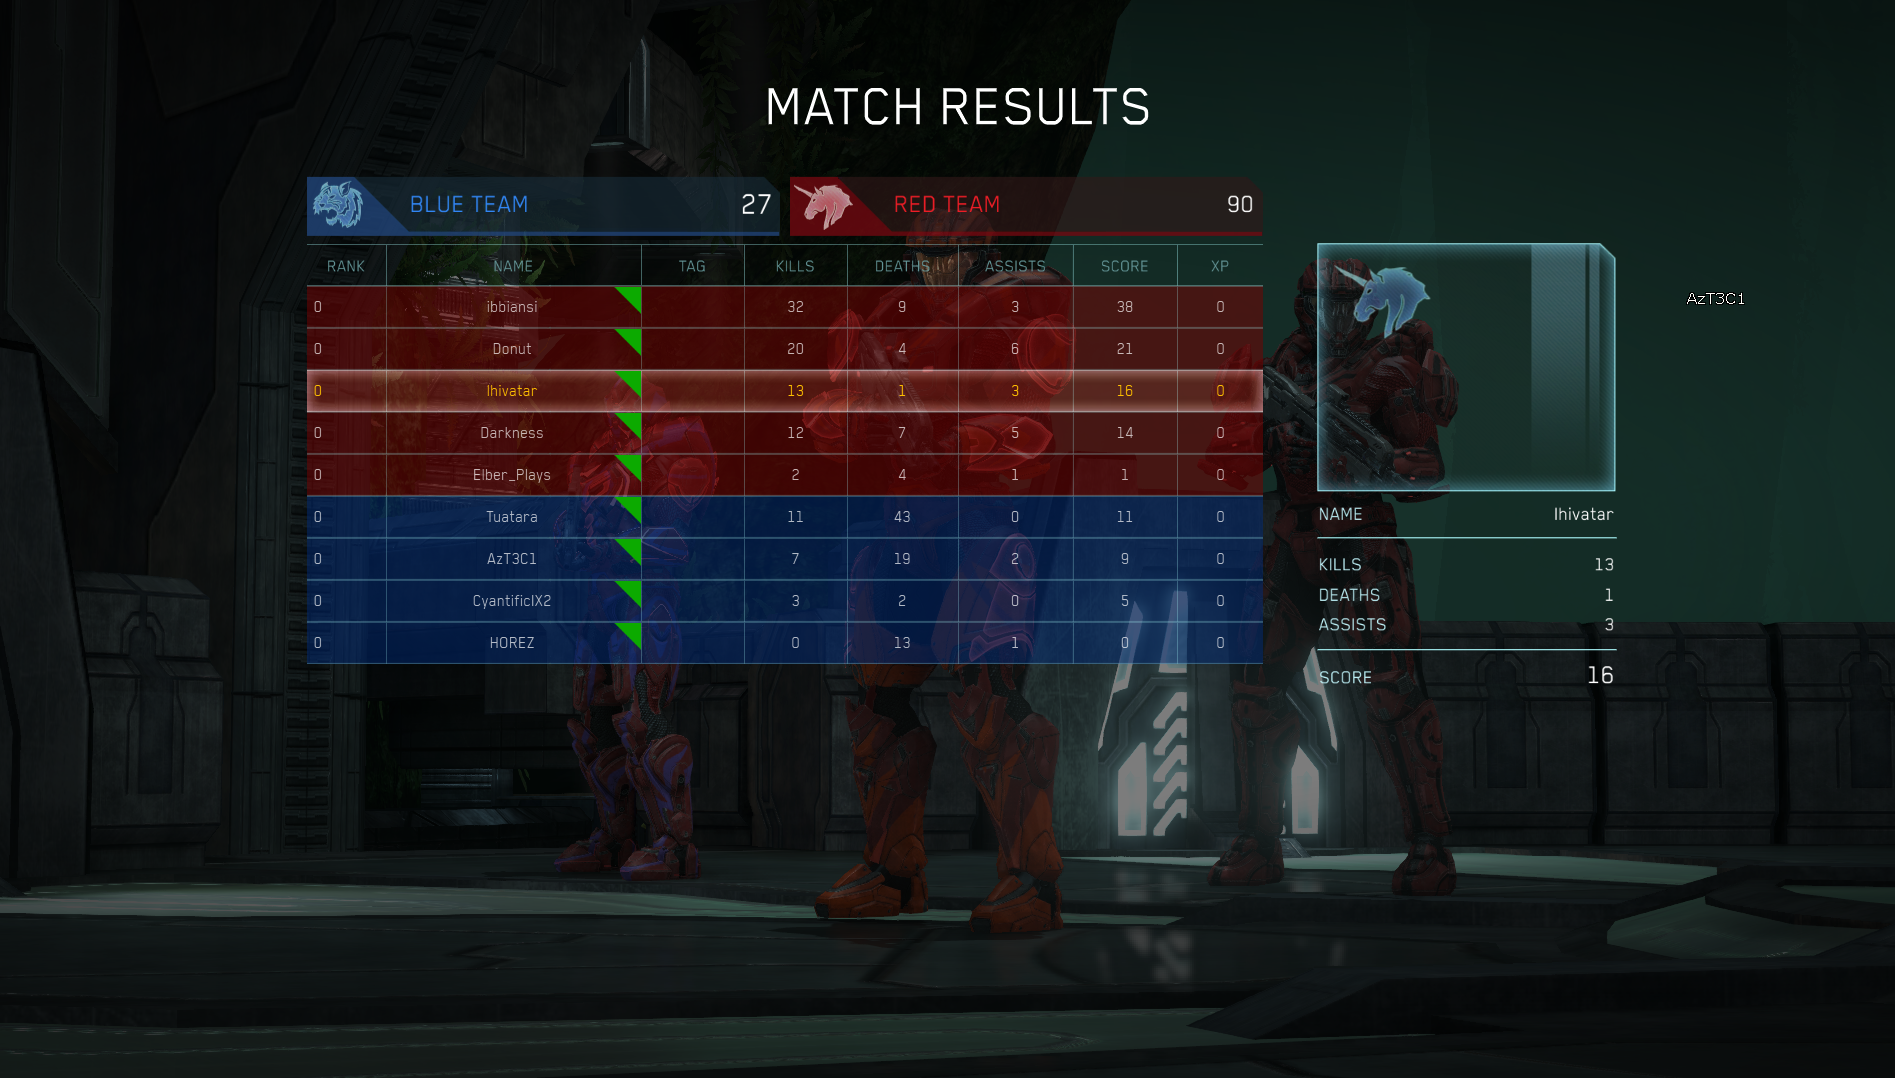 MATCH RESULTS
BLUE TEAM 27 RED TEAM 90
RANK NAME TAG KILLS DEATHS ASSISTS SCORE XP
0 ibbiansi 32 9 3 38 0
0 Donut 20 4 6 21 0
0 Ihivatar 13 1 3 16 0
0 Darkness 12 7 5 14 0
0 Elber_Plays 2 4 1 1 0
0 Tuatara 11 43 0 11 0
0 AzT3C1 7 19 2 9 0
0 CyantificIX2 3 2 0 5 0
0 HOREZ 0 13 1 0 0
NAME Ihivatar
KILLS 13
DEATHS 1
ASSISTS 3
SCORE 16
AzT3C1